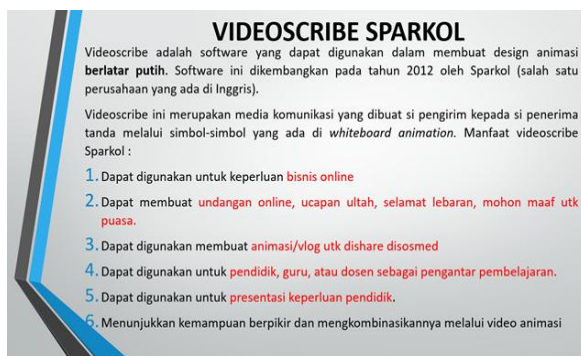 VIDEOSCRIBE SPARKOL
Videoscribe adalah software yang dapat digunakan dalam membuat design animasi
berlatar putih. Software ini dikembangkan pada tahun 2012 oleh Sparkol (salah satu
perusahaan yang ada di Inggris).
Videoscribe ini merupakan media komunikasi yang dibuat si pengirim kepada si penerima
tanda melalui simbol-simbol yang ada di whiteboard animation. Manfaat videoscribe
Sparkol :
1. Dapat digunakan untuk keperluan bisnis online
2. Dapat membuat undangan online, ucapan ultah, selamat lebaran, mohon maaf utk
puasa.
3. Dapat digunakan membuat animasi/vlog utk dishare disosmed
4. Dapat digunakan untuk pendidik, guru, atau dosen sebagai pengantar pembelajaran.
5. Dapat digunakan untuk presentasi keperluan pendidik.
6. Menunjukkan kemampuan berpikir dan mengkombinasikannya melalui video animasi